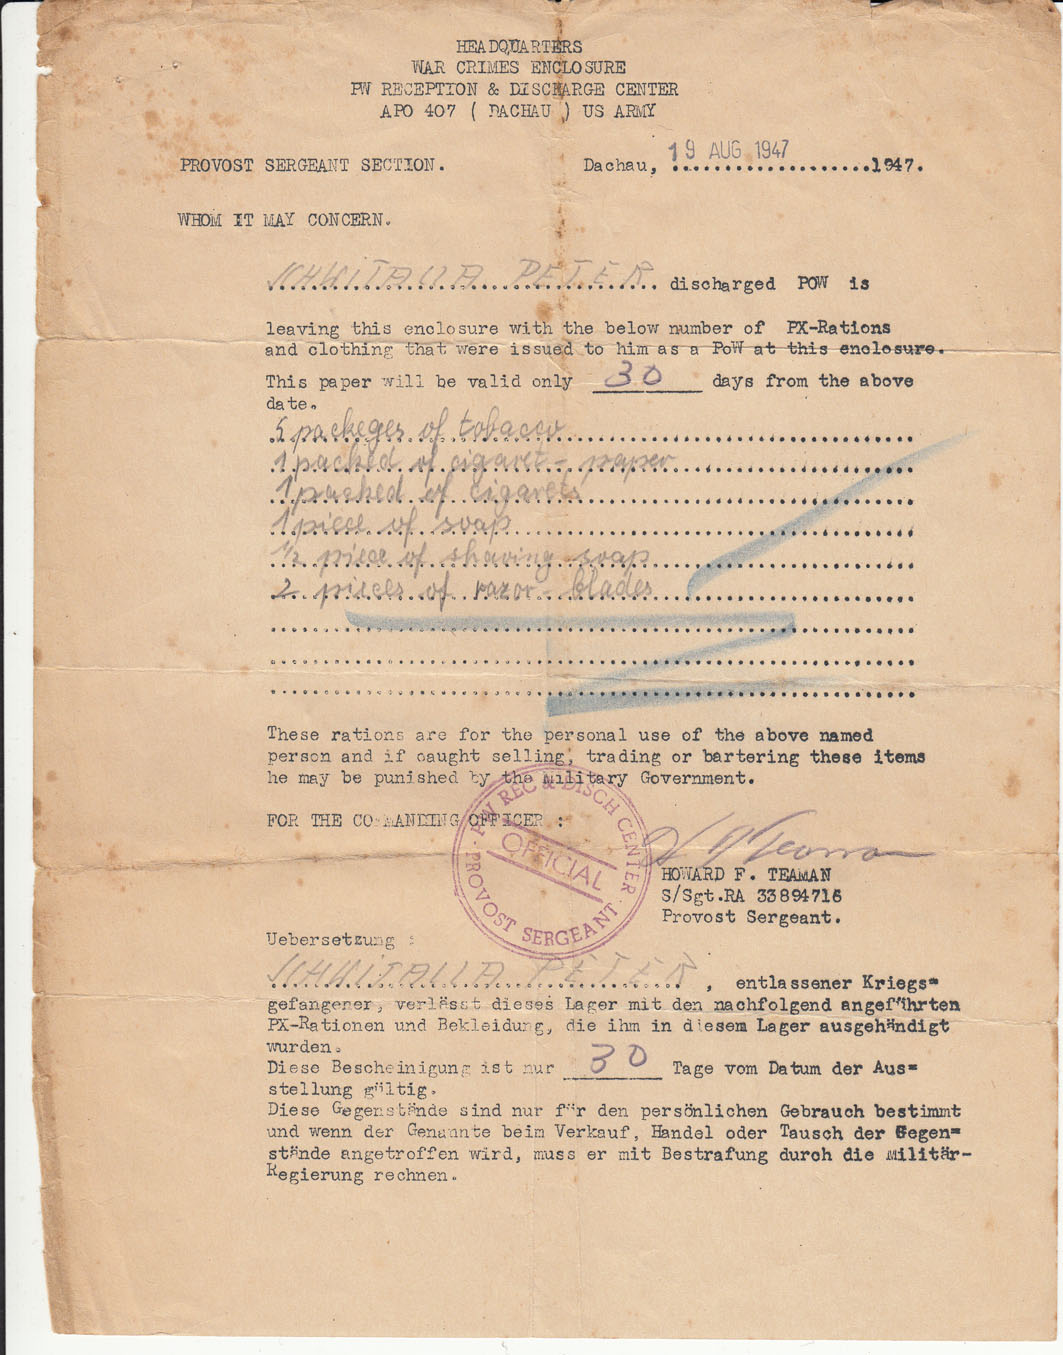 HEADQUARTERS
WAR CRIMES ENCLOSURE
PW RECEPTION & DISCHARGE CENTER
APO 407 ( DACHAU ) US ARMY
PROVOST SERGEANT SECTION. Dachau, 19 AUG 1947 1947.
WHOM IT MAY CONCERN.
SCHWITALLA PETER discharged POW is
leaving this enclosure with the below number of PX-Rations
and clothing that were issued to him as a PoW at this enclosure.
This paper will be valid only 30 days from the above
date.
5 packeges of tobacco
1 packed of cigaret-paper
1 packed of cigarets
1 piece of soap
1/2 piece of shaving soap
2 pieces of razor-blades
These rations are for the personal use of the above named
person and if caught selling, trading or bartering these items
he may be punished by the Military Government.
FOR THE COMMANDING OFFICER :
PW REC & DISCH CENTER
OFFICIAL
PROVOST SERGEANT
HOWARD F. TEAMAN
S/Sgt.RA 33894716
Provost Sergeant.
Uebersetzung :
SCHWITALLA PETER , entlassener Kriegs=
gefangener, verlässt dieses Lager mit den nachfolgend angeführten
PX-Rationen und Bekleidung, die ihm in diesem Lager ausgehändigt
wurden.
Diese Bescheinigung ist nur 30 Tage vom Datum der Aus=
stellung gültig.
Diese Gegenstände sind nur für den persönlichen Gebrauch bestimmt
und wenn der Genannte beim Verkauf, Handel oder Tausch der Gegen=
stände angetroffen wird, muss er mit Bestrafung durch die Militär-
Regierung rechnen.